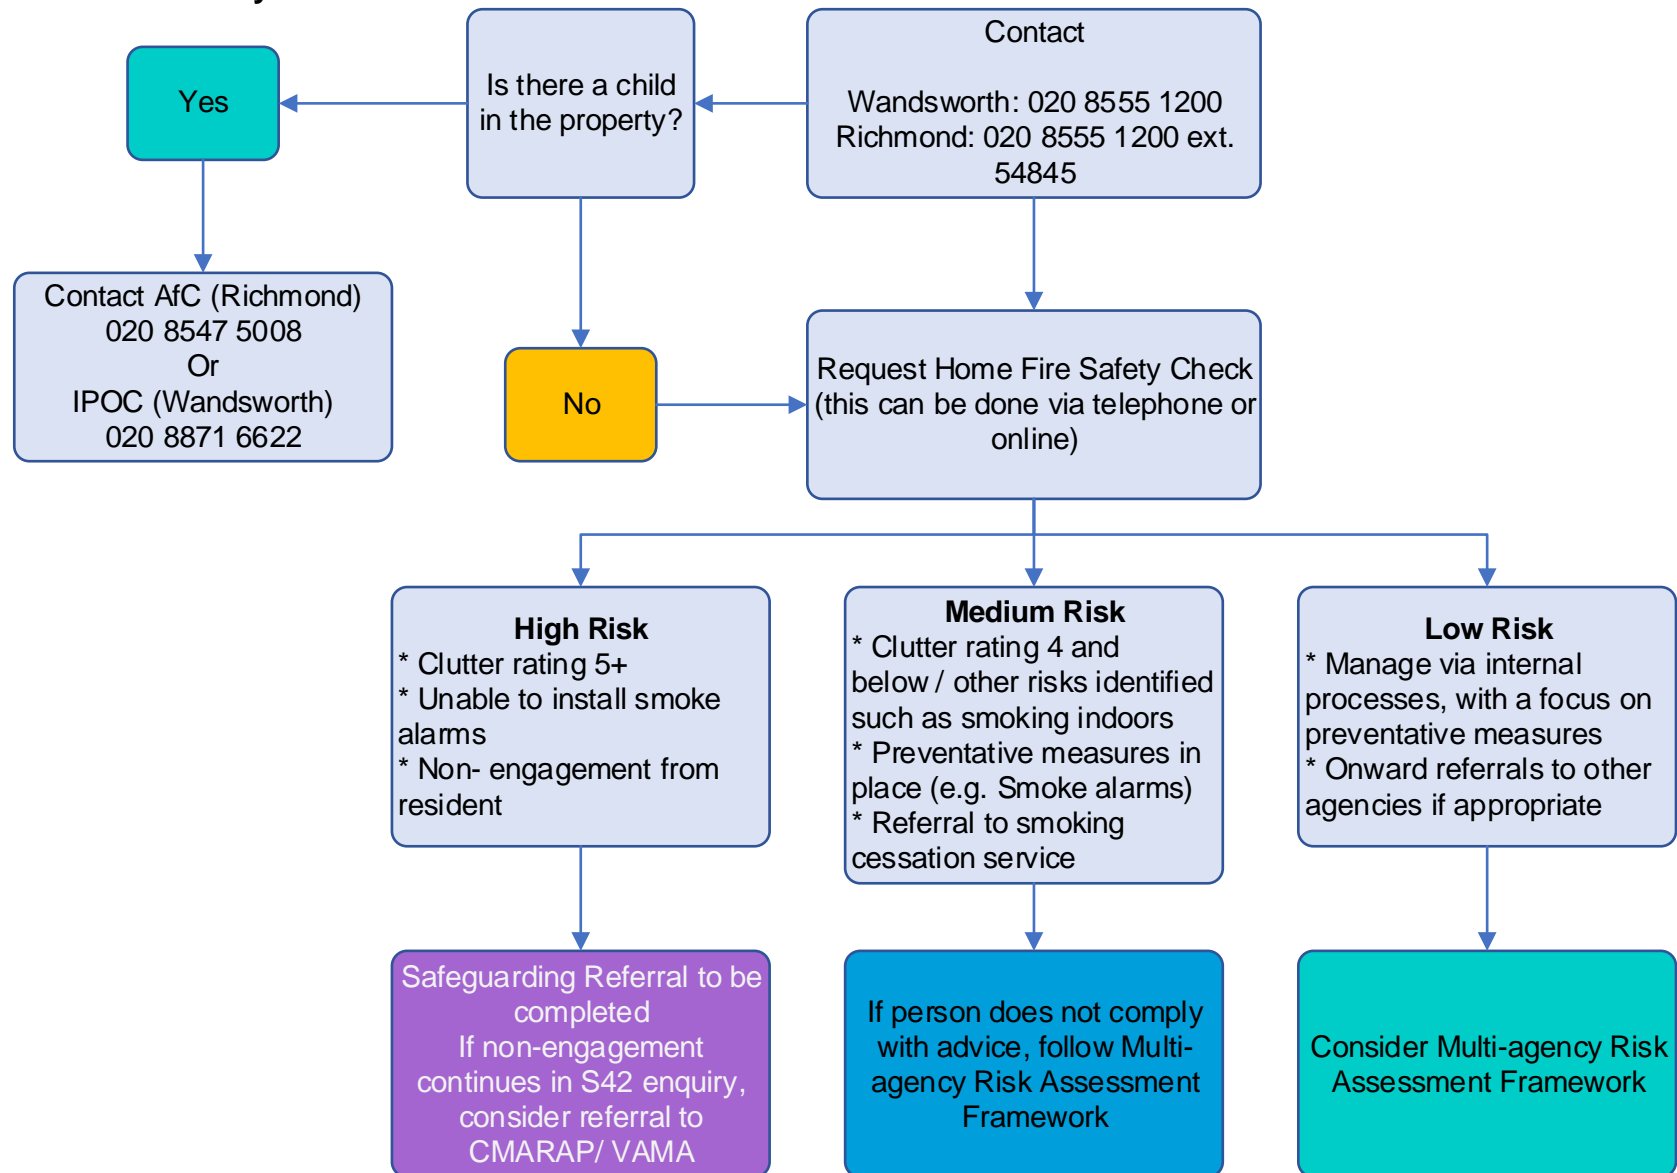 Contact
Wandsworth: 020 8555 1200
Richmond: 020 8555 1200 ext.
54845
Is there a child
in the property?
Yes
Contact AfC (Richmond)
020 8547 5008
Or
IPOC (Wandsworth)
020 8871 6622
No
Request Home Fire Safety Check
(this can be done via telephone or
online)
High Risk
* Clutter rating 5+
* Unable to install smoke
alarms
* Non- engagement from
resident
Medium Risk
* Clutter rating 4 and
below / other risks identified
such as smoking indoors
* Preventative measures in
place (e.g. Smoke alarms)
* Referral to smoking
cessation service
Low Risk
* Manage via internal
processes, with a focus on
preventative measures
* Onward referrals to other
agencies if appropriate
Safeguarding Referral to be
completed
If non-engagement
continues in S42 enquiry,
consider referral to
CMARAP/ VAMA
If person does not comply
with advice, follow Multi-
agency Risk Assessment
Framework
Consider Multi-agency Risk
Assessment Framework